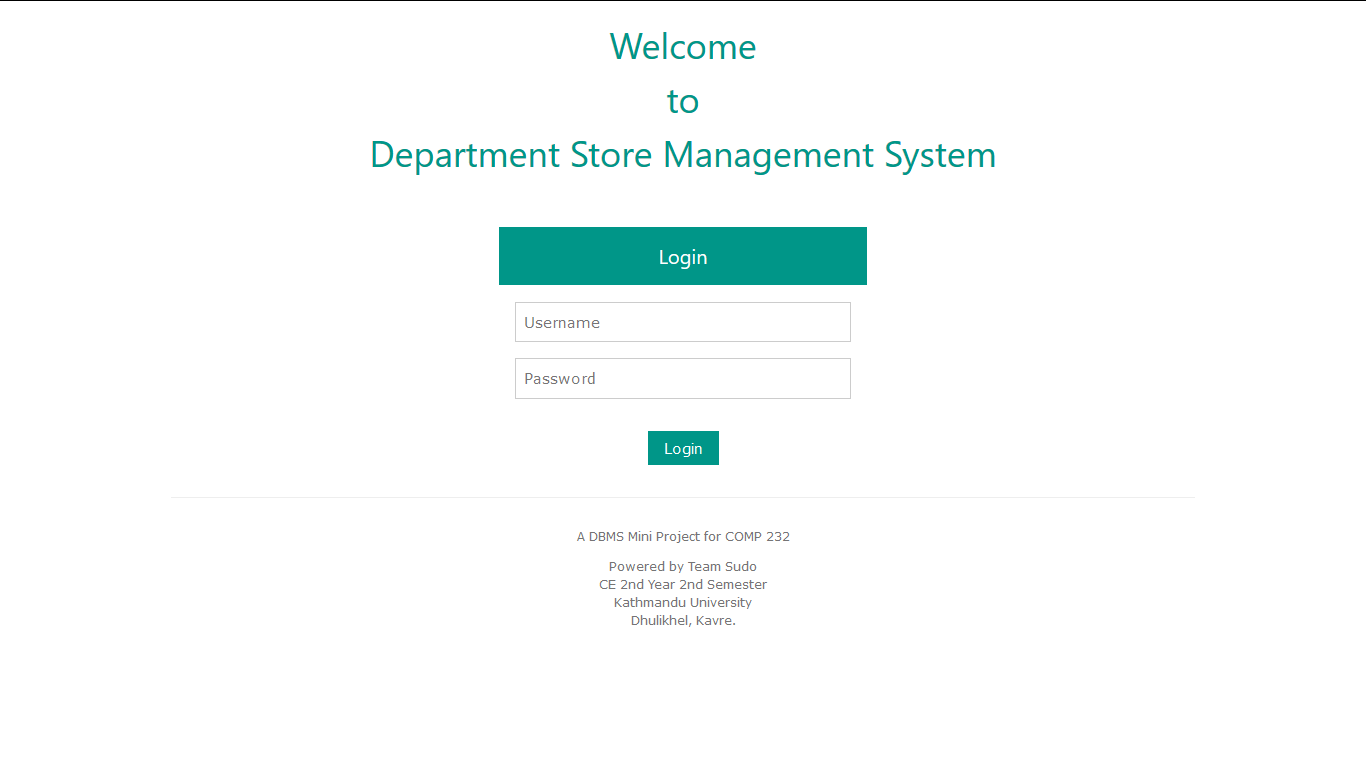 Welcome
to
Department Store Management System
Login
Username
Password
Login
A DBMS Mini Project for COMP 232
Powered by Team Sudo
CE 2nd Year 2nd Semester
Kathmandu University
Dhulikhel, Kavre.